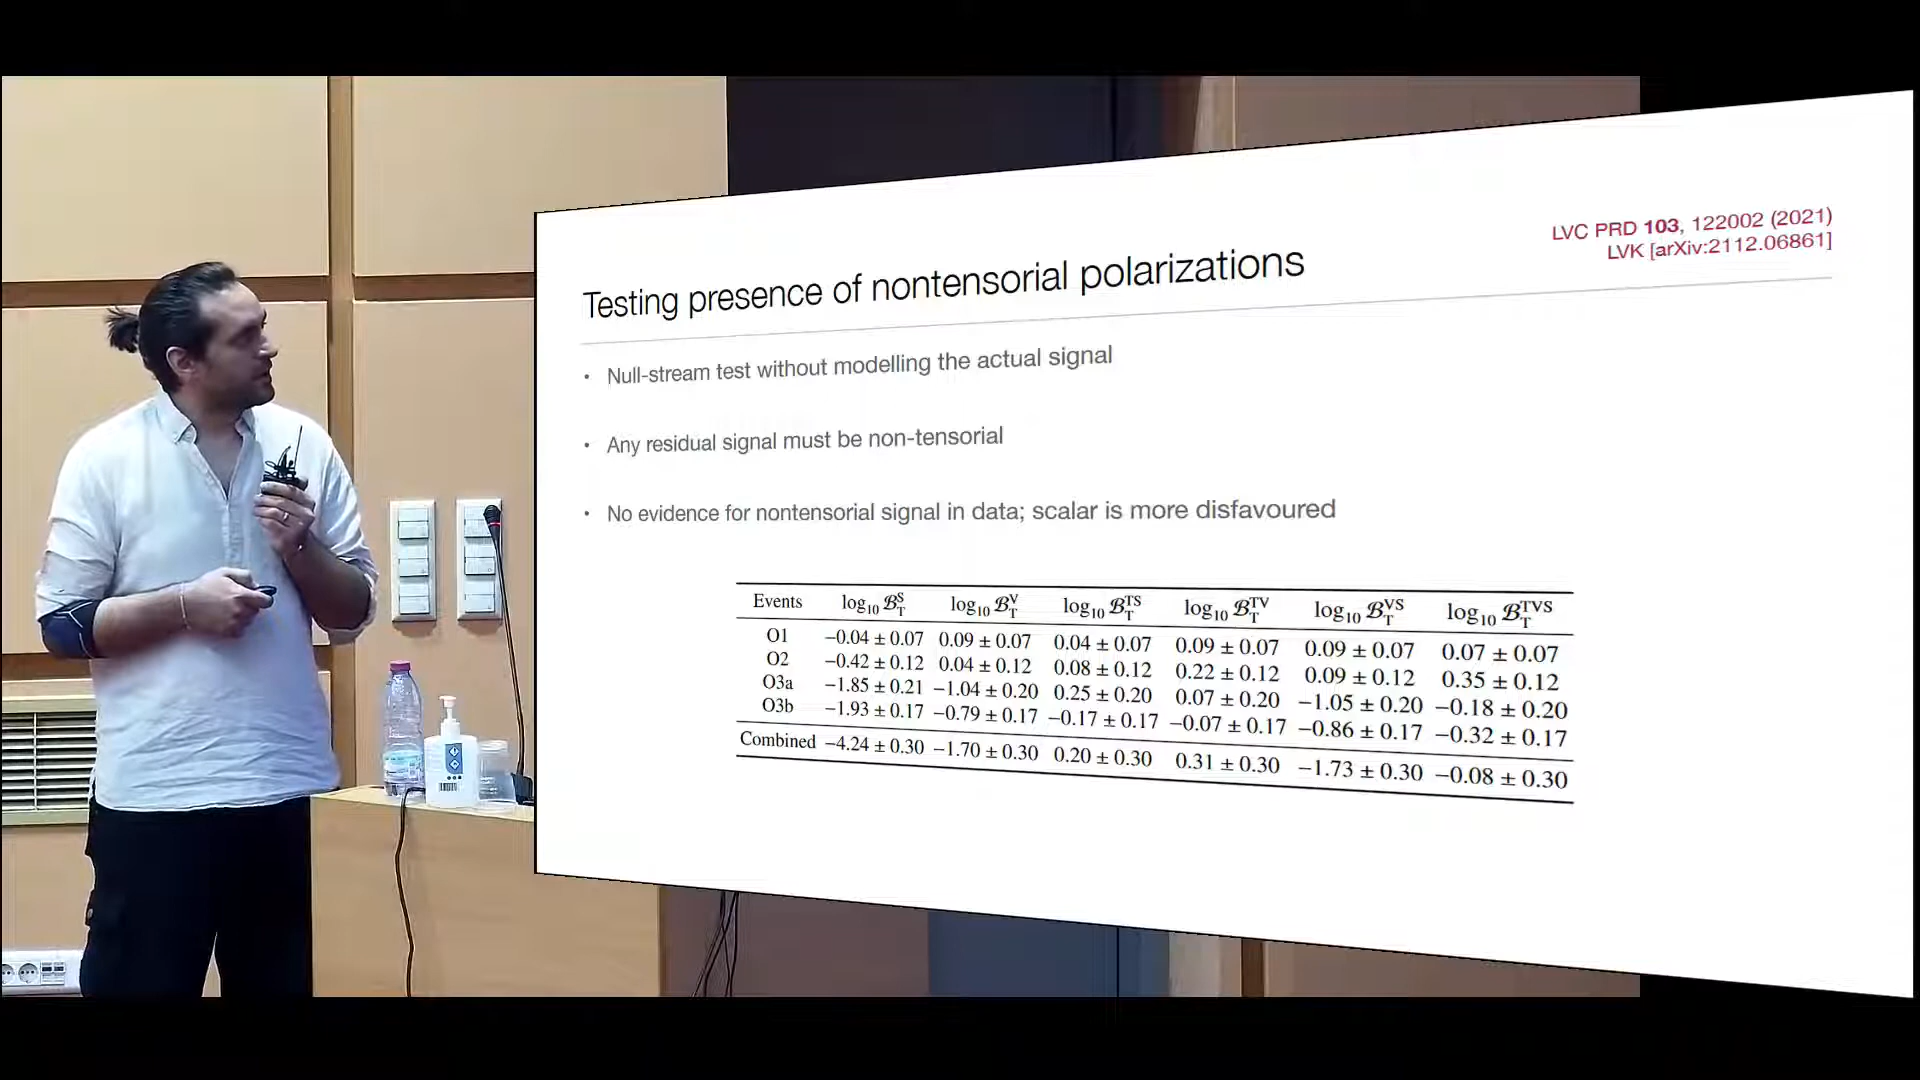 LVC PRD 103, 122002 (2021)
LVK [arXiv:2112.06861]
Testing presence of nontensorial polarizations
• Null-stream test without modelling the actual signal
• Any residual signal must be non-tensorial
• No evidence for nontensorial signal in data; scalar is more disfavoured
Events log₁₀ 𝓑ᵀˢ log₁₀ 𝓑ᵀⱽ log₁₀ 𝓑ᵀᵀˢ log₁₀ 𝓑ᵀᵀⱽ log₁₀ 𝓑ᵀⱽˢ log₁₀ 𝓑ᵀᵀⱽˢ
O1 −0.04 ± 0.07 0.09 ± 0.07 0.04 ± 0.07 0.09 ± 0.07 0.09 ± 0.07 0.07 ± 0.07
O2 −0.42 ± 0.12 0.04 ± 0.12 0.08 ± 0.12 0.22 ± 0.12 0.09 ± 0.12 0.35 ± 0.12
O3a −1.85 ± 0.21 −1.04 ± 0.20 0.25 ± 0.20 0.07 ± 0.20 −1.05 ± 0.20 −0.18 ± 0.20
O3b −1.93 ± 0.17 −0.79 ± 0.17 −0.17 ± 0.17 −0.07 ± 0.17 −0.86 ± 0.17 −0.32 ± 0.17
Combined −4.24 ± 0.30 −1.70 ± 0.30 0.20 ± 0.30 0.31 ± 0.30 −1.73 ± 0.30 −0.08 ± 0.30